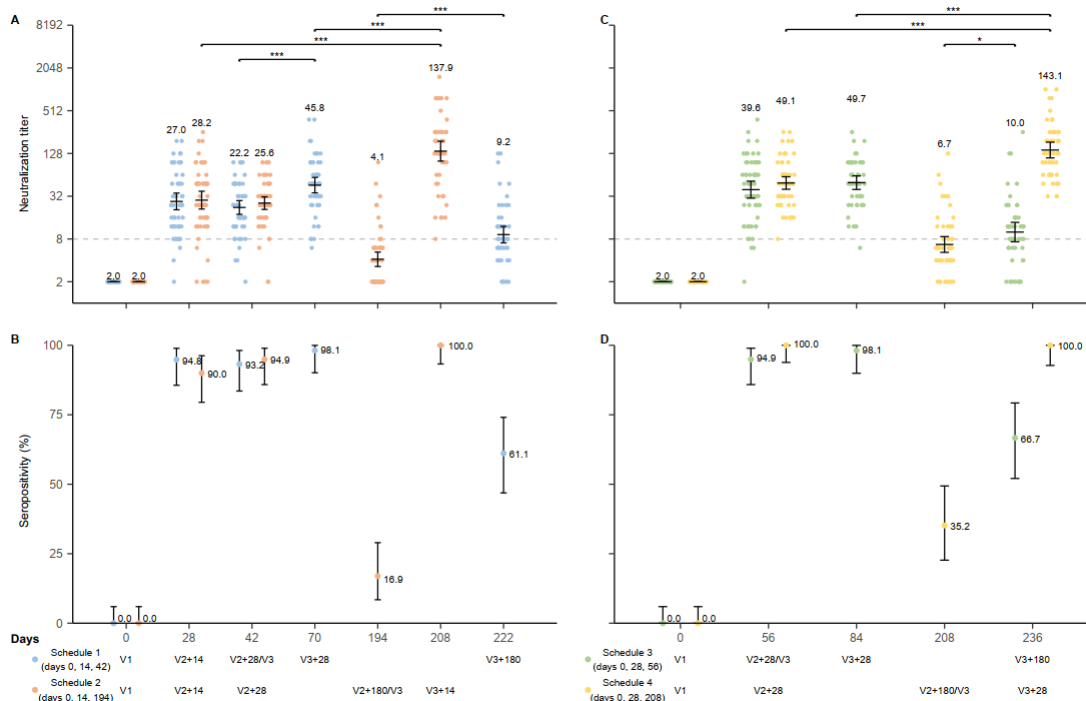 A
C
***
***
***
***
***
***
*
8192
2048
512
128
32
8
2
Neutralization titer
2.0
2.0
27.0
28.2
22.2
25.6
45.8
4.1
137.9
9.2
2.0
2.0
39.6
49.1
49.7
6.7
10.0
143.1
B
D
100
75
50
25
0
Seropositivity (%)
0.0
0.0
94.8
90.0
93.2
94.9
98.1
16.9
100.0
61.1
0.0
0.0
94.9
100.0
98.1
35.2
66.7
100.0
Days 0 28 42 70 194 208 222
0 56 84 208 236
Schedule 1
(days 0, 14, 42)
V1 V2+14 V2+28/V3 V3+28 V3+180
Schedule 2
(days 0, 14, 194)
V1 V2+14 V2+28 V2+180/V3 V3+14
Schedule 3
(days 0, 28, 56)
V1 V2+28/V3 V3+28 V3+180
Schedule 4
(days 0, 28, 208)
V1 V2+28 V2+180/V3 V3+28